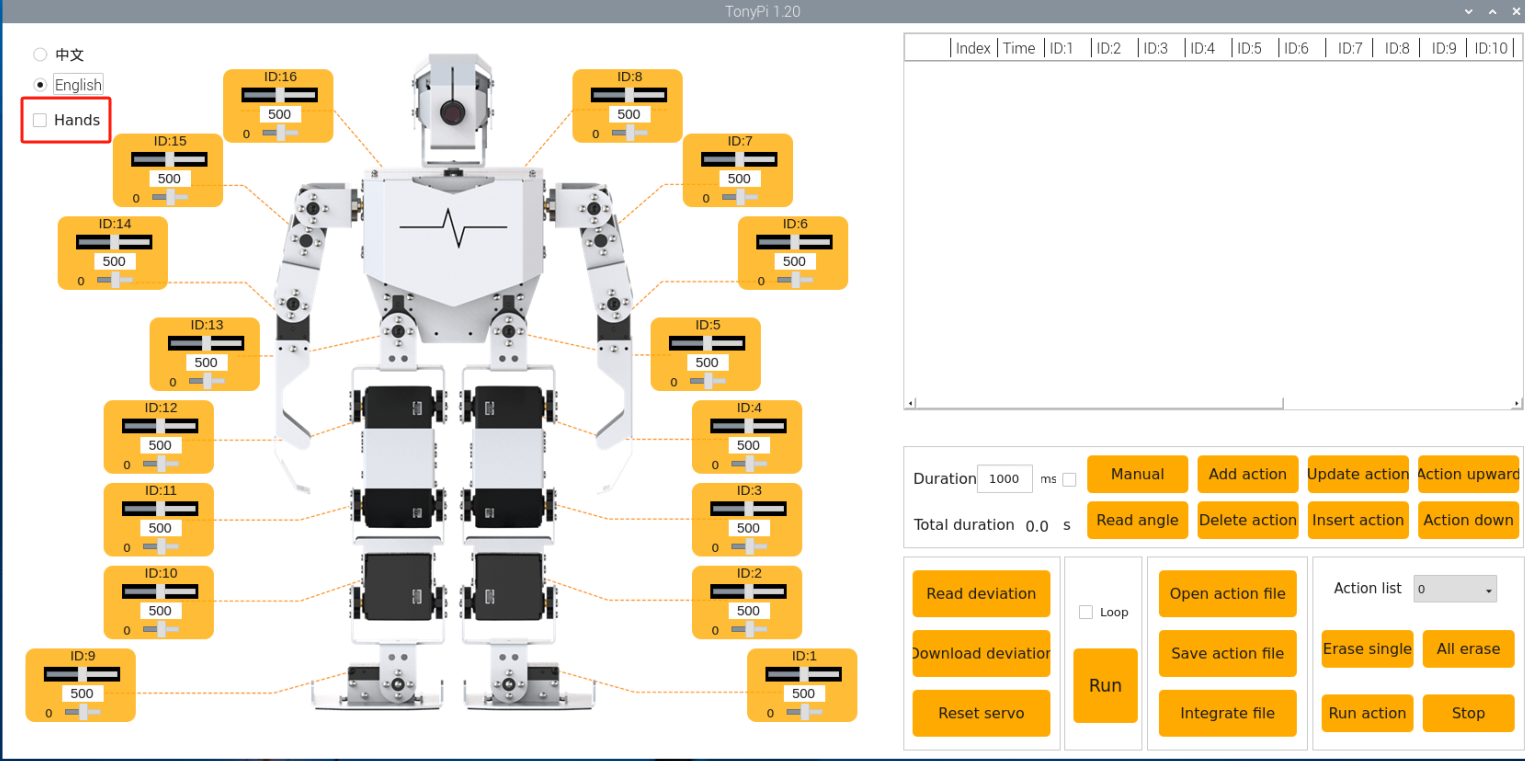 TonyPi 1.20
中文
English
Hands
ID:16
500
0
ID:8
500
0
ID:15
500
0
ID:7
500
0
ID:14
500
0
ID:6
500
0
ID:13
500
0
ID:5
500
0
ID:12
500
0
ID:4
500
0
ID:11
500
0
ID:3
500
0
ID:10
500
0
ID:2
500
0
ID:9
500
0
ID:1
500
0
Index Time ID:1 ID:2 ID:3 ID:4 ID:5 ID:6 ID:7 ID:8 ID:9 ID:10
Duration 1000 ms Manual Add action Update action Action upward
Total duration 0.0 s Read angle Delete action Insert action Action down
Read deviation
Download deviation
Reset servo
Loop
Run
Open action file
Save action file
Integrate file
Action list 0
Erase single All erase
Run action Stop